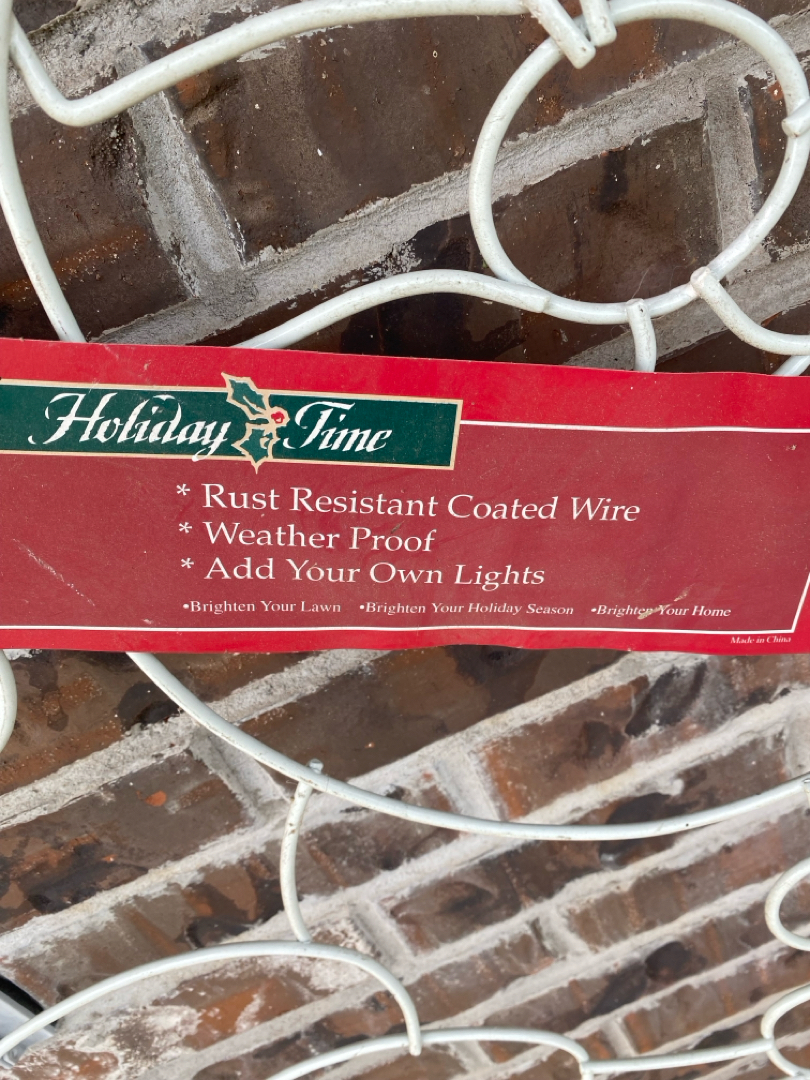 Holiday Time
* Rust Resistant Coated Wire
* Weather Proof
* Add Your Own Lights
•Brighten Your Lawn •Brighten Your Holiday Season •Brighten Your Home
Made in China